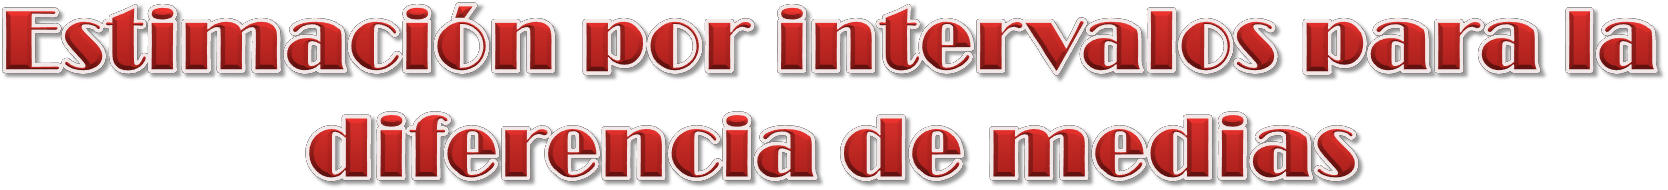 Estimación por intervalos para la
diferencia de medias